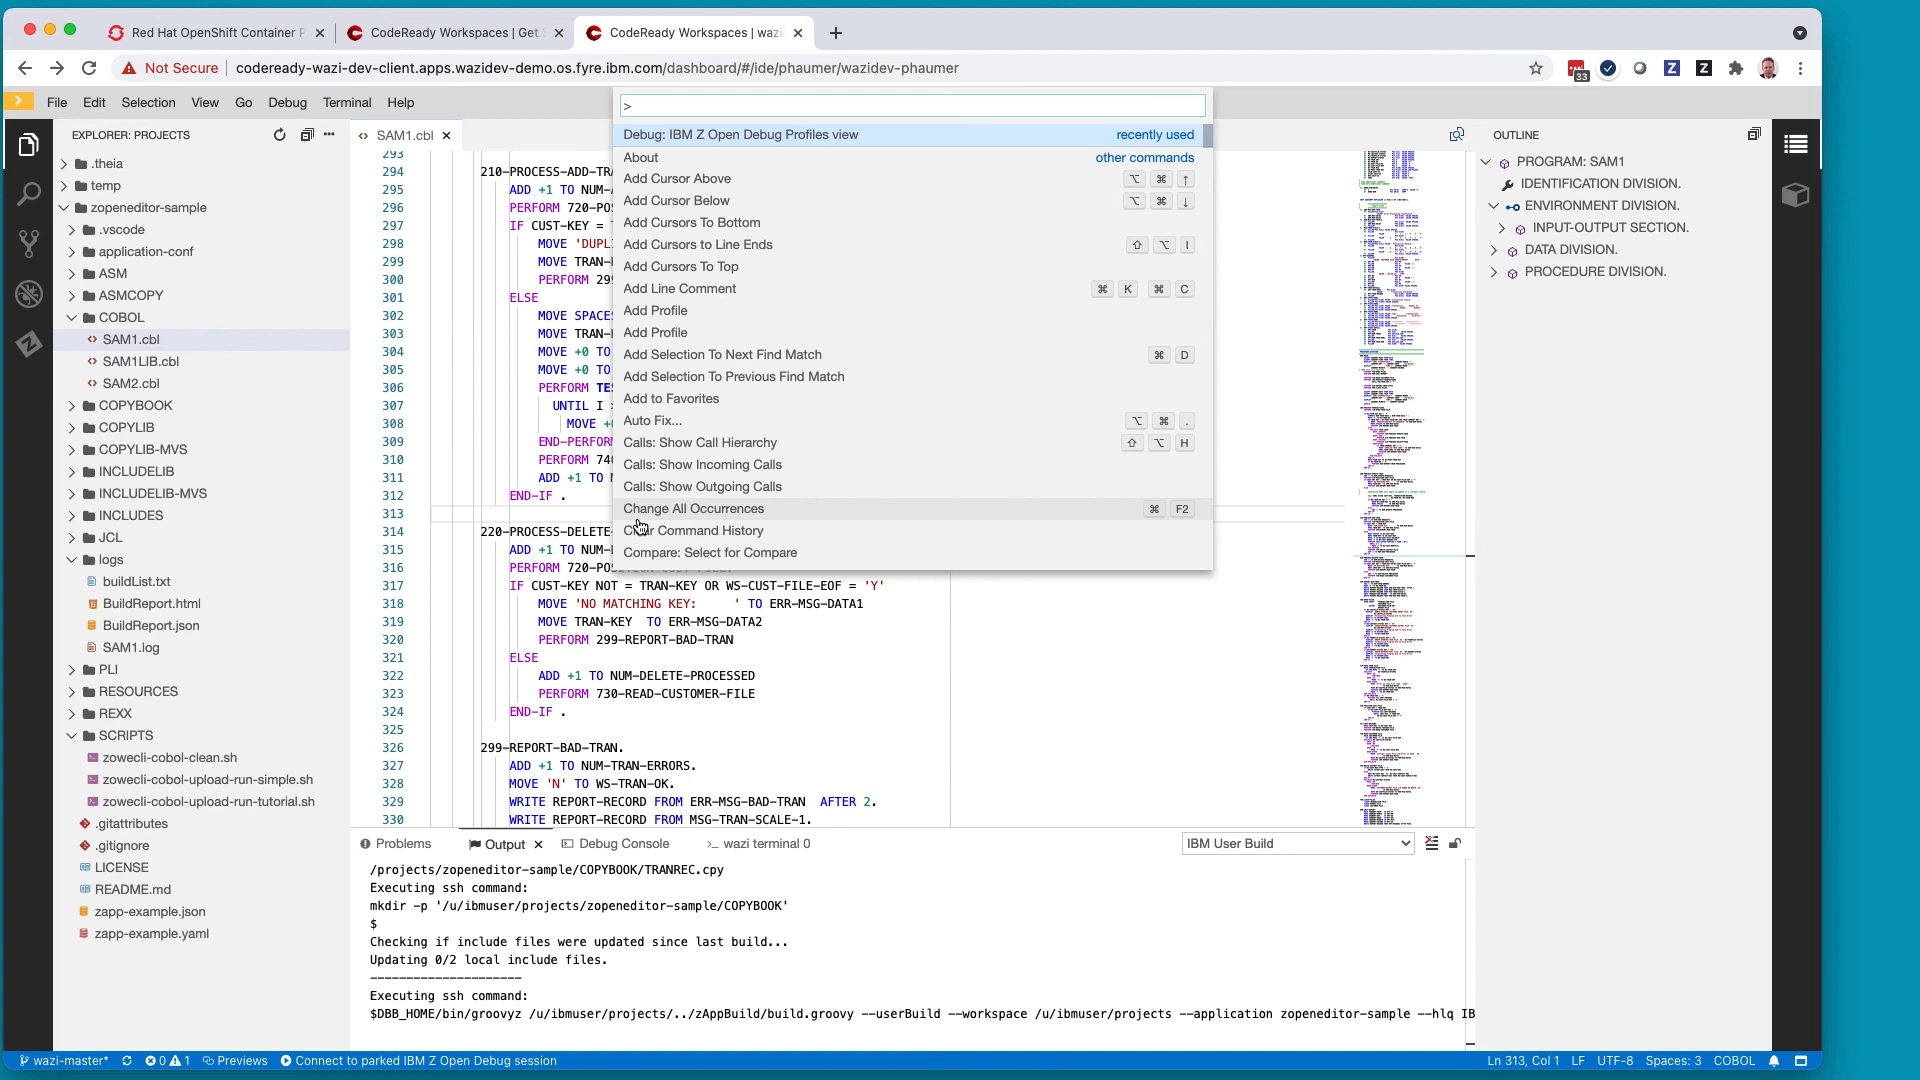 Red Hat OpenShift Container P
CodeReady Workspaces | Get S
CodeReady Workspaces | wazi
Not Secure
codeready-wazi-dev-client.apps.wazidev-demo.os.fyre.ibm.com/dashboard/#/ide/phaumer/wazidev-phaumer
33
File Edit Selection View Go Debug Terminal Help
>
Debug: IBM Z Open Debug Profiles view recently used
About other commands
Add Cursor Above ⌥ ⌘ ↑
Add Cursor Below ⌥ ⌘ ↓
Add Cursors To Bottom
Add Cursors to Line Ends ⇧ ⌥ I
Add Cursors To Top
Add Line Comment ⌘ K ⌘ C
Add Profile
Add Profile
Add Selection To Next Find Match ⌘ D
Add Selection To Previous Find Match
Add to Favorites
Auto Fix... ⌥ ⌘ .
Calls: Show Call Hierarchy ⇧ ⌥ H
Calls: Show Incoming Calls
Calls: Show Outgoing Calls
Change All Occurrences ⌘ F2
Command History
Compare: Select for Compare
EXPLORER: PROJECTS
.theia
temp
zopeneditor-sample
.vscode
application-conf
ASM
ASMCOPY
COBOL
SAM1.cbl
SAM1LIB.cbl
SAM2.cbl
COPYBOOK
COPYLIB
COPYLIB-MVS
INCLUDELIB
INCLUDELIB-MVS
INCLUDES
JCL
logs
buildList.txt
BuildReport.html
BuildReport.json
SAM1.log
PLI
RESOURCES
REXX
SCRIPTS
zowecli-cobol-clean.sh
zowecli-cobol-upload-run-simple.sh
zowecli-cobol-upload-run-tutorial.sh
.gitattributes
.gitignore
LICENSE
README.md
zapp-example.json
zapp-example.yaml
SAM1.cbl
293
294 210-PROCESS-ADD-TRA
295 ADD +1 TO NUM-A
296 PERFORM 720-POS
297 IF CUST-KEY =
298 MOVE 'DUPL
299 MOVE TRAN-
300 PERFORM 299
301 ELSE
302 MOVE SPACES
303 MOVE TRAN-
304 MOVE +0 TO
305 MOVE +0 TO
306 PERFORM TES
307 UNTIL I
308 MOVE +
309 END-PERFORM
310 PERFORM 740
311 ADD +1 TO
312 END-IF .
313
314 220-PROCESS-DELETE-
315 ADD +1 TO NUM-
316 PERFORM 720-
317 IF CUST-KEY NOT = TRAN-KEY OR WS-CUST-FILE-EOF = 'Y'
318 MOVE 'NO MATCHING KEY:     ' TO ERR-MSG-DATA1
319 MOVE TRAN-KEY  TO ERR-MSG-DATA2
320 PERFORM 299-REPORT-BAD-TRAN
321 ELSE
322 ADD +1 TO NUM-DELETE-PROCESSED
323 PERFORM 730-READ-CUSTOMER-FILE
324 END-IF .
325
326 299-REPORT-BAD-TRAN.
327 ADD +1 TO NUM-TRAN-ERRORS.
328 MOVE 'N' TO WS-TRAN-OK.
329 WRITE REPORT-RECORD FROM ERR-MSG-BAD-TRAN  AFTER 2.
330 WRITE REPORT-RECORD FROM MSG-TRAN-SCALE-1.
OUTLINE
PROGRAM: SAM1
IDENTIFICATION DIVISION.
ENVIRONMENT DIVISION.
INPUT-OUTPUT SECTION.
DATA DIVISION.
PROCEDURE DIVISION.
Problems Output Debug Console wazi terminal 0 IBM User Build
/projects/zopeneditor-sample/COPYBOOK/TRANREC.cpy
Executing ssh command:
mkdir -p '/u/ibmuser/projects/zopeneditor-sample/COPYBOOK'
$
Checking if include files were updated since last build...
Updating 0/2 local include files.
---------------------
Executing ssh command:
$DBB_HOME/bin/groovyz /u/ibmuser/projects/../zAppBuild/build.groovy --userBuild --workspace /u/ibmuser/projects --application zopeneditor-sample --hlq IB
wazi-master* 0 1 Previews Connect to parked IBM Z Open Debug session Ln 313, Col 1 LF UTF-8 Spaces: 3 COBOL